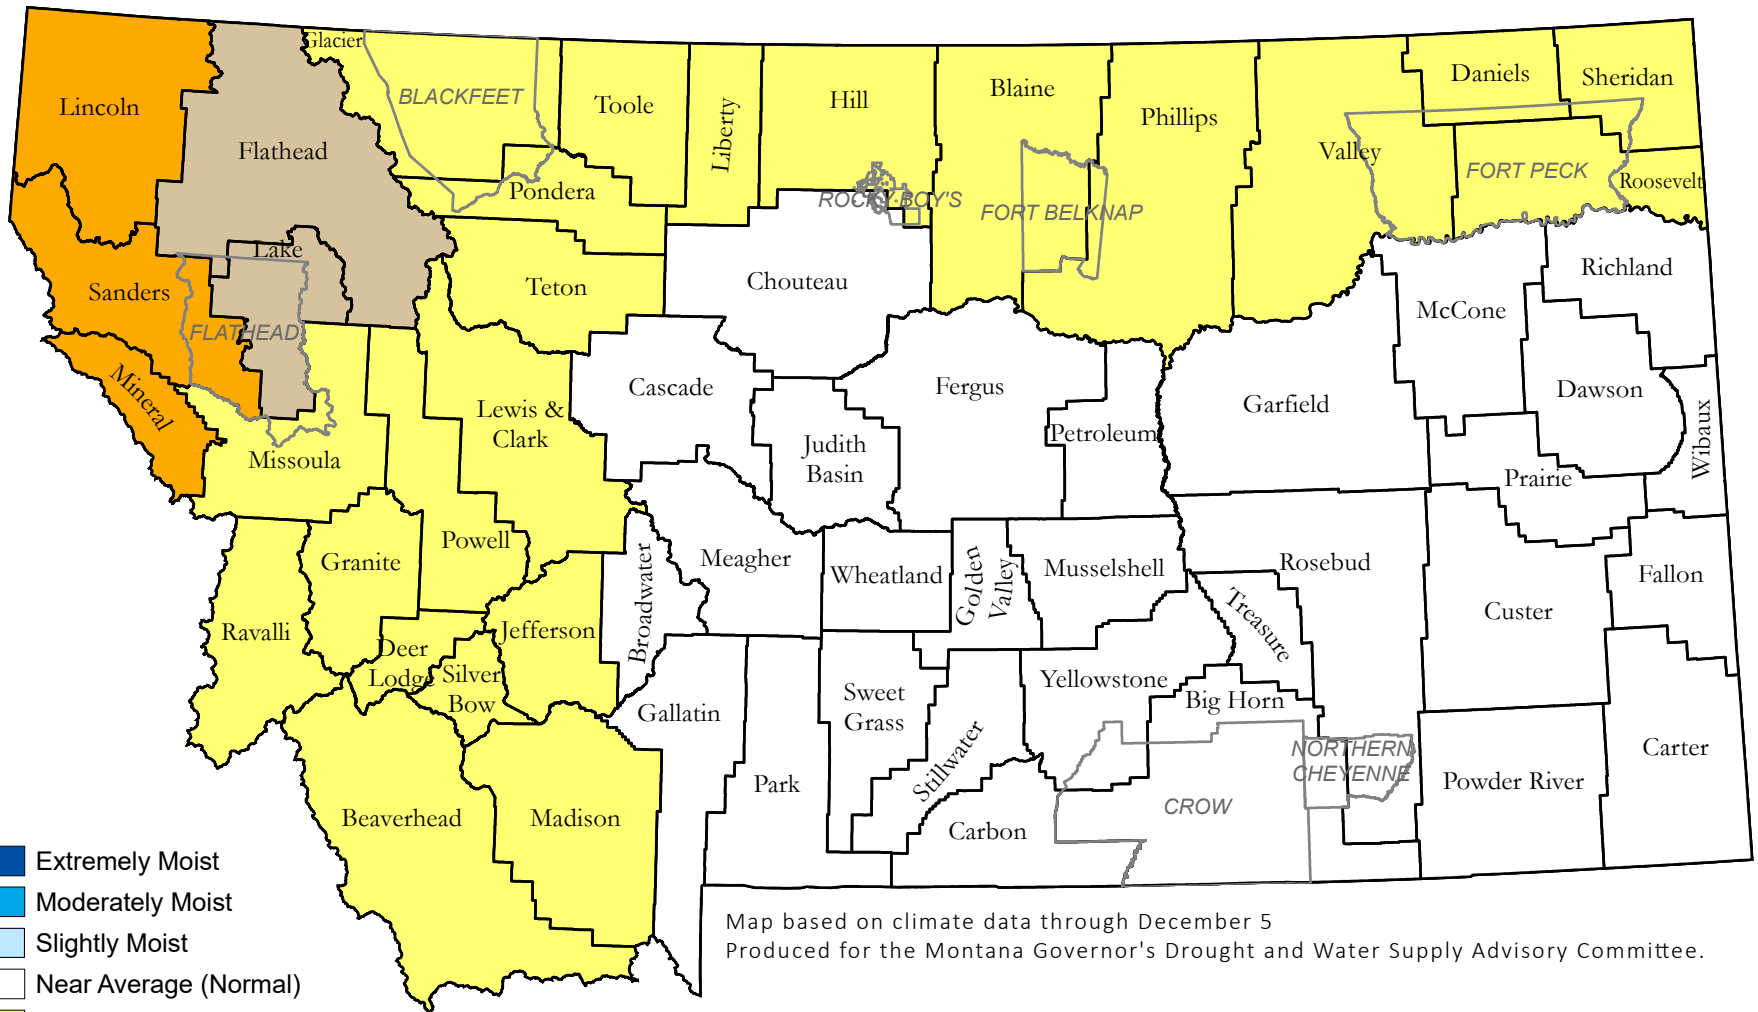 Glacier
Lincoln
BLACKFEET
Toole
Liberty
Hill
Blaine
Phillips
Daniels
Sheridan
Flathead
Valley
FORT PECK
Roosevelt
Pondera
ROCKY BOY'S
FORT BELKNAP
Lake
Sanders
Teton
Chouteau
Richland
McCone
FLATHEAD
Mineral
Cascade
Fergus
Garfield
Dawson
Wibaux
Lewis &
Clark
Judith
Basin
Petroleum
Missoula
Prairie
Powell
Granite
Broadwater
Meagher
Wheatland
Golden
Valley
Musselshell
Rosebud
Fallon
Treasure
Custer
Ravalli
Jefferson
Deer
Lodge
Silver
Bow
Gallatin
Sweet
Grass
Yellowstone
Big Horn
Stillwater
NORTHERN
CHEYENNE
Carter
Park
Powder River
CROW
Beaverhead
Madison
Carbon
Extremely Moist
Moderately Moist
Slightly Moist
Near Average (Normal)
Map based on climate data through December 5
Produced for the Montana Governor's Drought and Water Supply Advisory Committee.